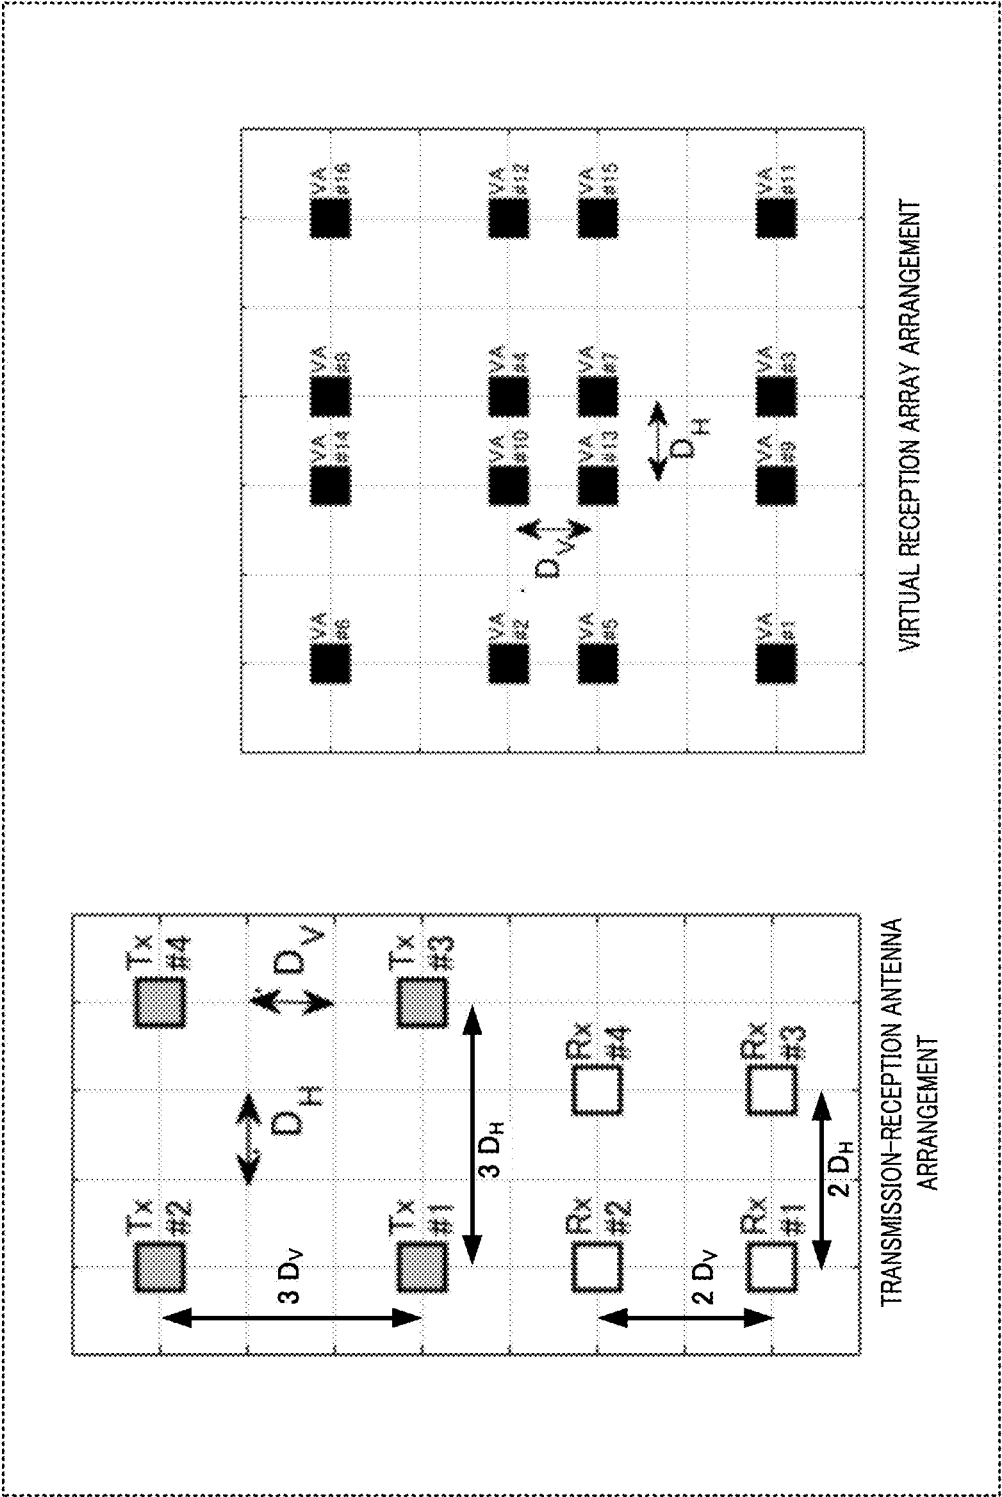 Tx
#2
Tx
#4
D_H
D_V
3 D_V
Tx
#1
Tx
#3
3 D_H
Rx
#2
Rx
#4
2 D_V
Rx
#1
Rx
#3
2 D_H
TRANSMISSION-RECEPTION ANTENNA
ARRANGEMENT
VA
#6
VA
#14
VA
#8
VA
#16
VA
#2
VA
#10
VA
#4
VA
#12
D_V
VA
#5
VA
#13
VA
#7
VA
#15
D_H
VA
#1
VA
#9
VA
#3
VA
#11
VIRTUAL RECEPTION ARRAY ARRANGEMENT